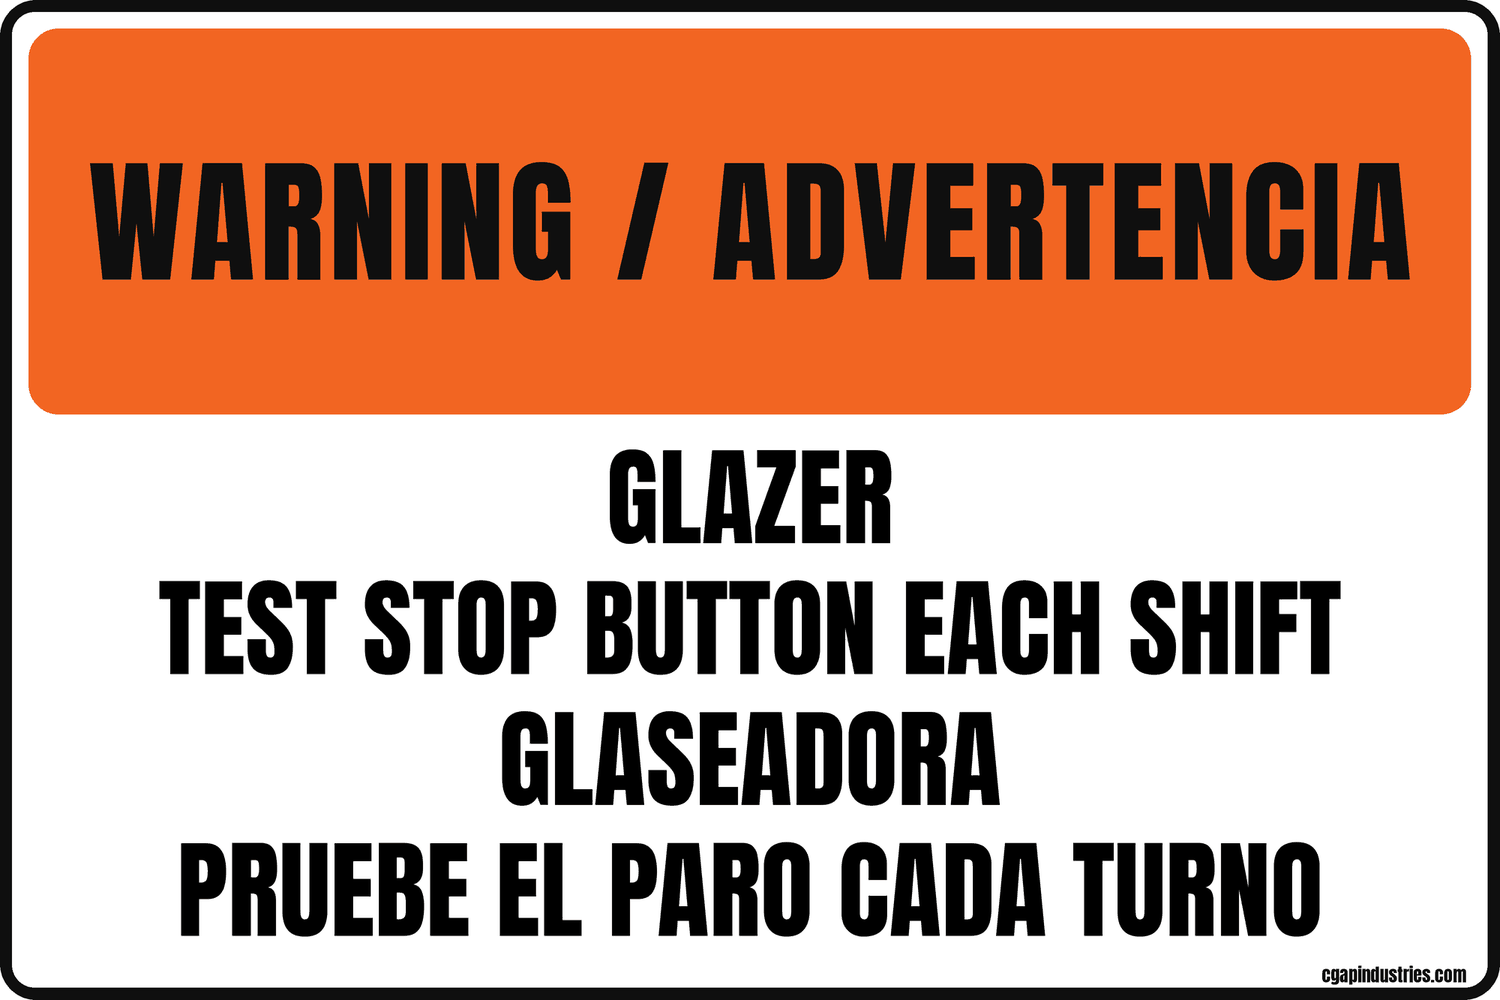 WARNING / ADVERTENCIA
GLAZER
TEST STOP BUTTON EACH SHIFT
GLASEADORA
PRUEBE EL PARO CADA TURNO
cgapindustries.com